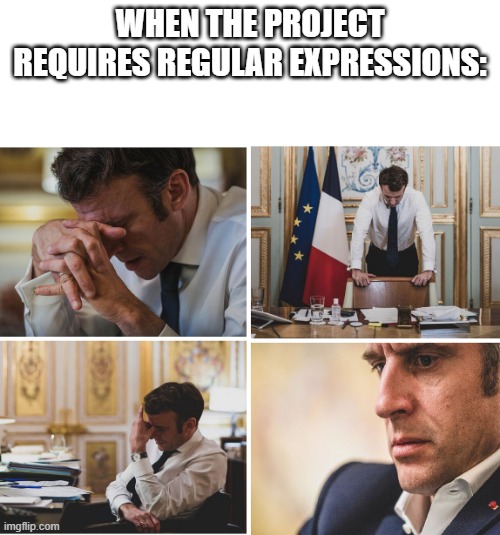 WHEN THE PROJECT
REQUIRES REGULAR EXPRESSIONS:
imgflip.com